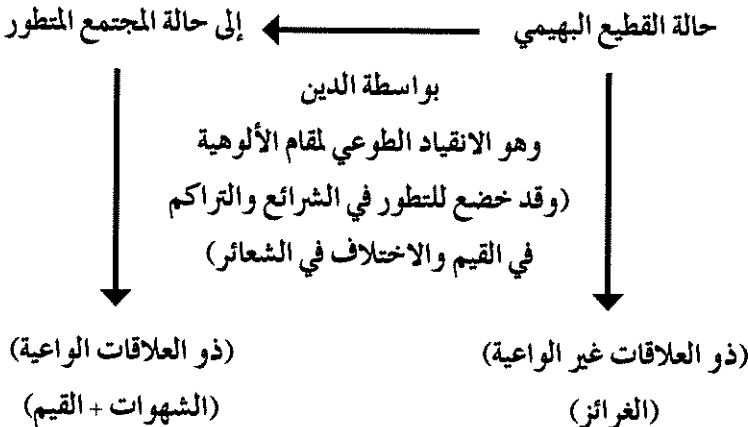 حالة القطيع البهيمي
إلى حالة المجتمع المتطور
بواسطة الدين
وهو الانقياد الطوعي لمقام الألوهية
(وقد خضع للتطور في الشرائع والتراكم
في القيم والاختلاف في الشعائر)
(ذو العلاقات غير الواعية)
(الغرائز)
(ذو العلاقات الواعية)
(الشهوات + القيم)